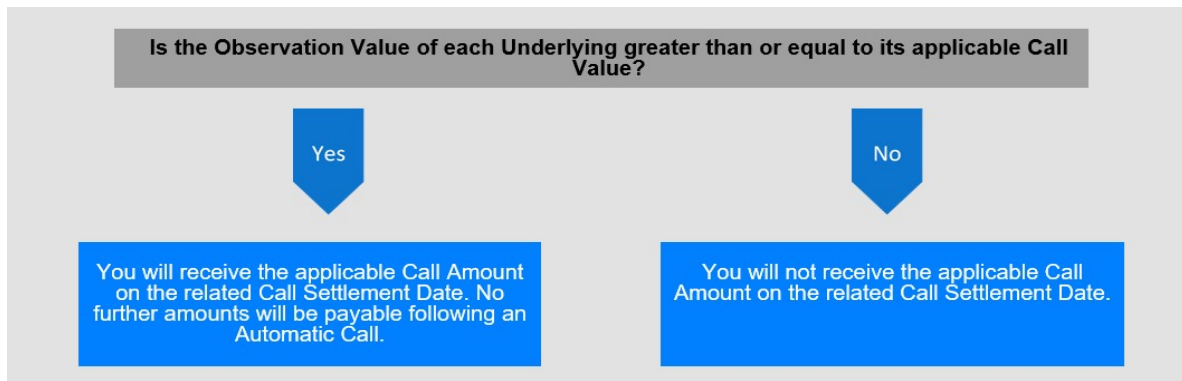 Is the Observation Value of each Underlying greater than or equal to its applicable Call
Value?
Yes
No
You will receive the applicable Call Amount
on the related Call Settlement Date. No
further amounts will be payable following an
Automatic Call.
You will not receive the applicable Call
Amount on the related Call Settlement Date.